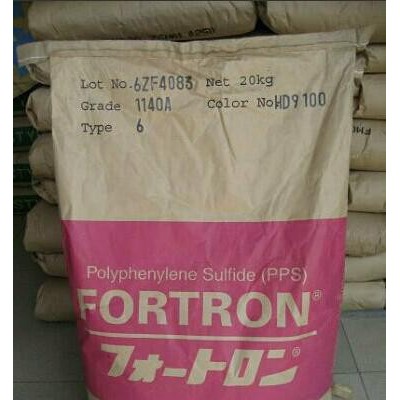 Lot No.6ZF4083 Net 20kg
Grade 1140A Color No.HD9100
Type 6
Polyphenylene Sulfide (PPS)
FORTRON®
フォートロン®